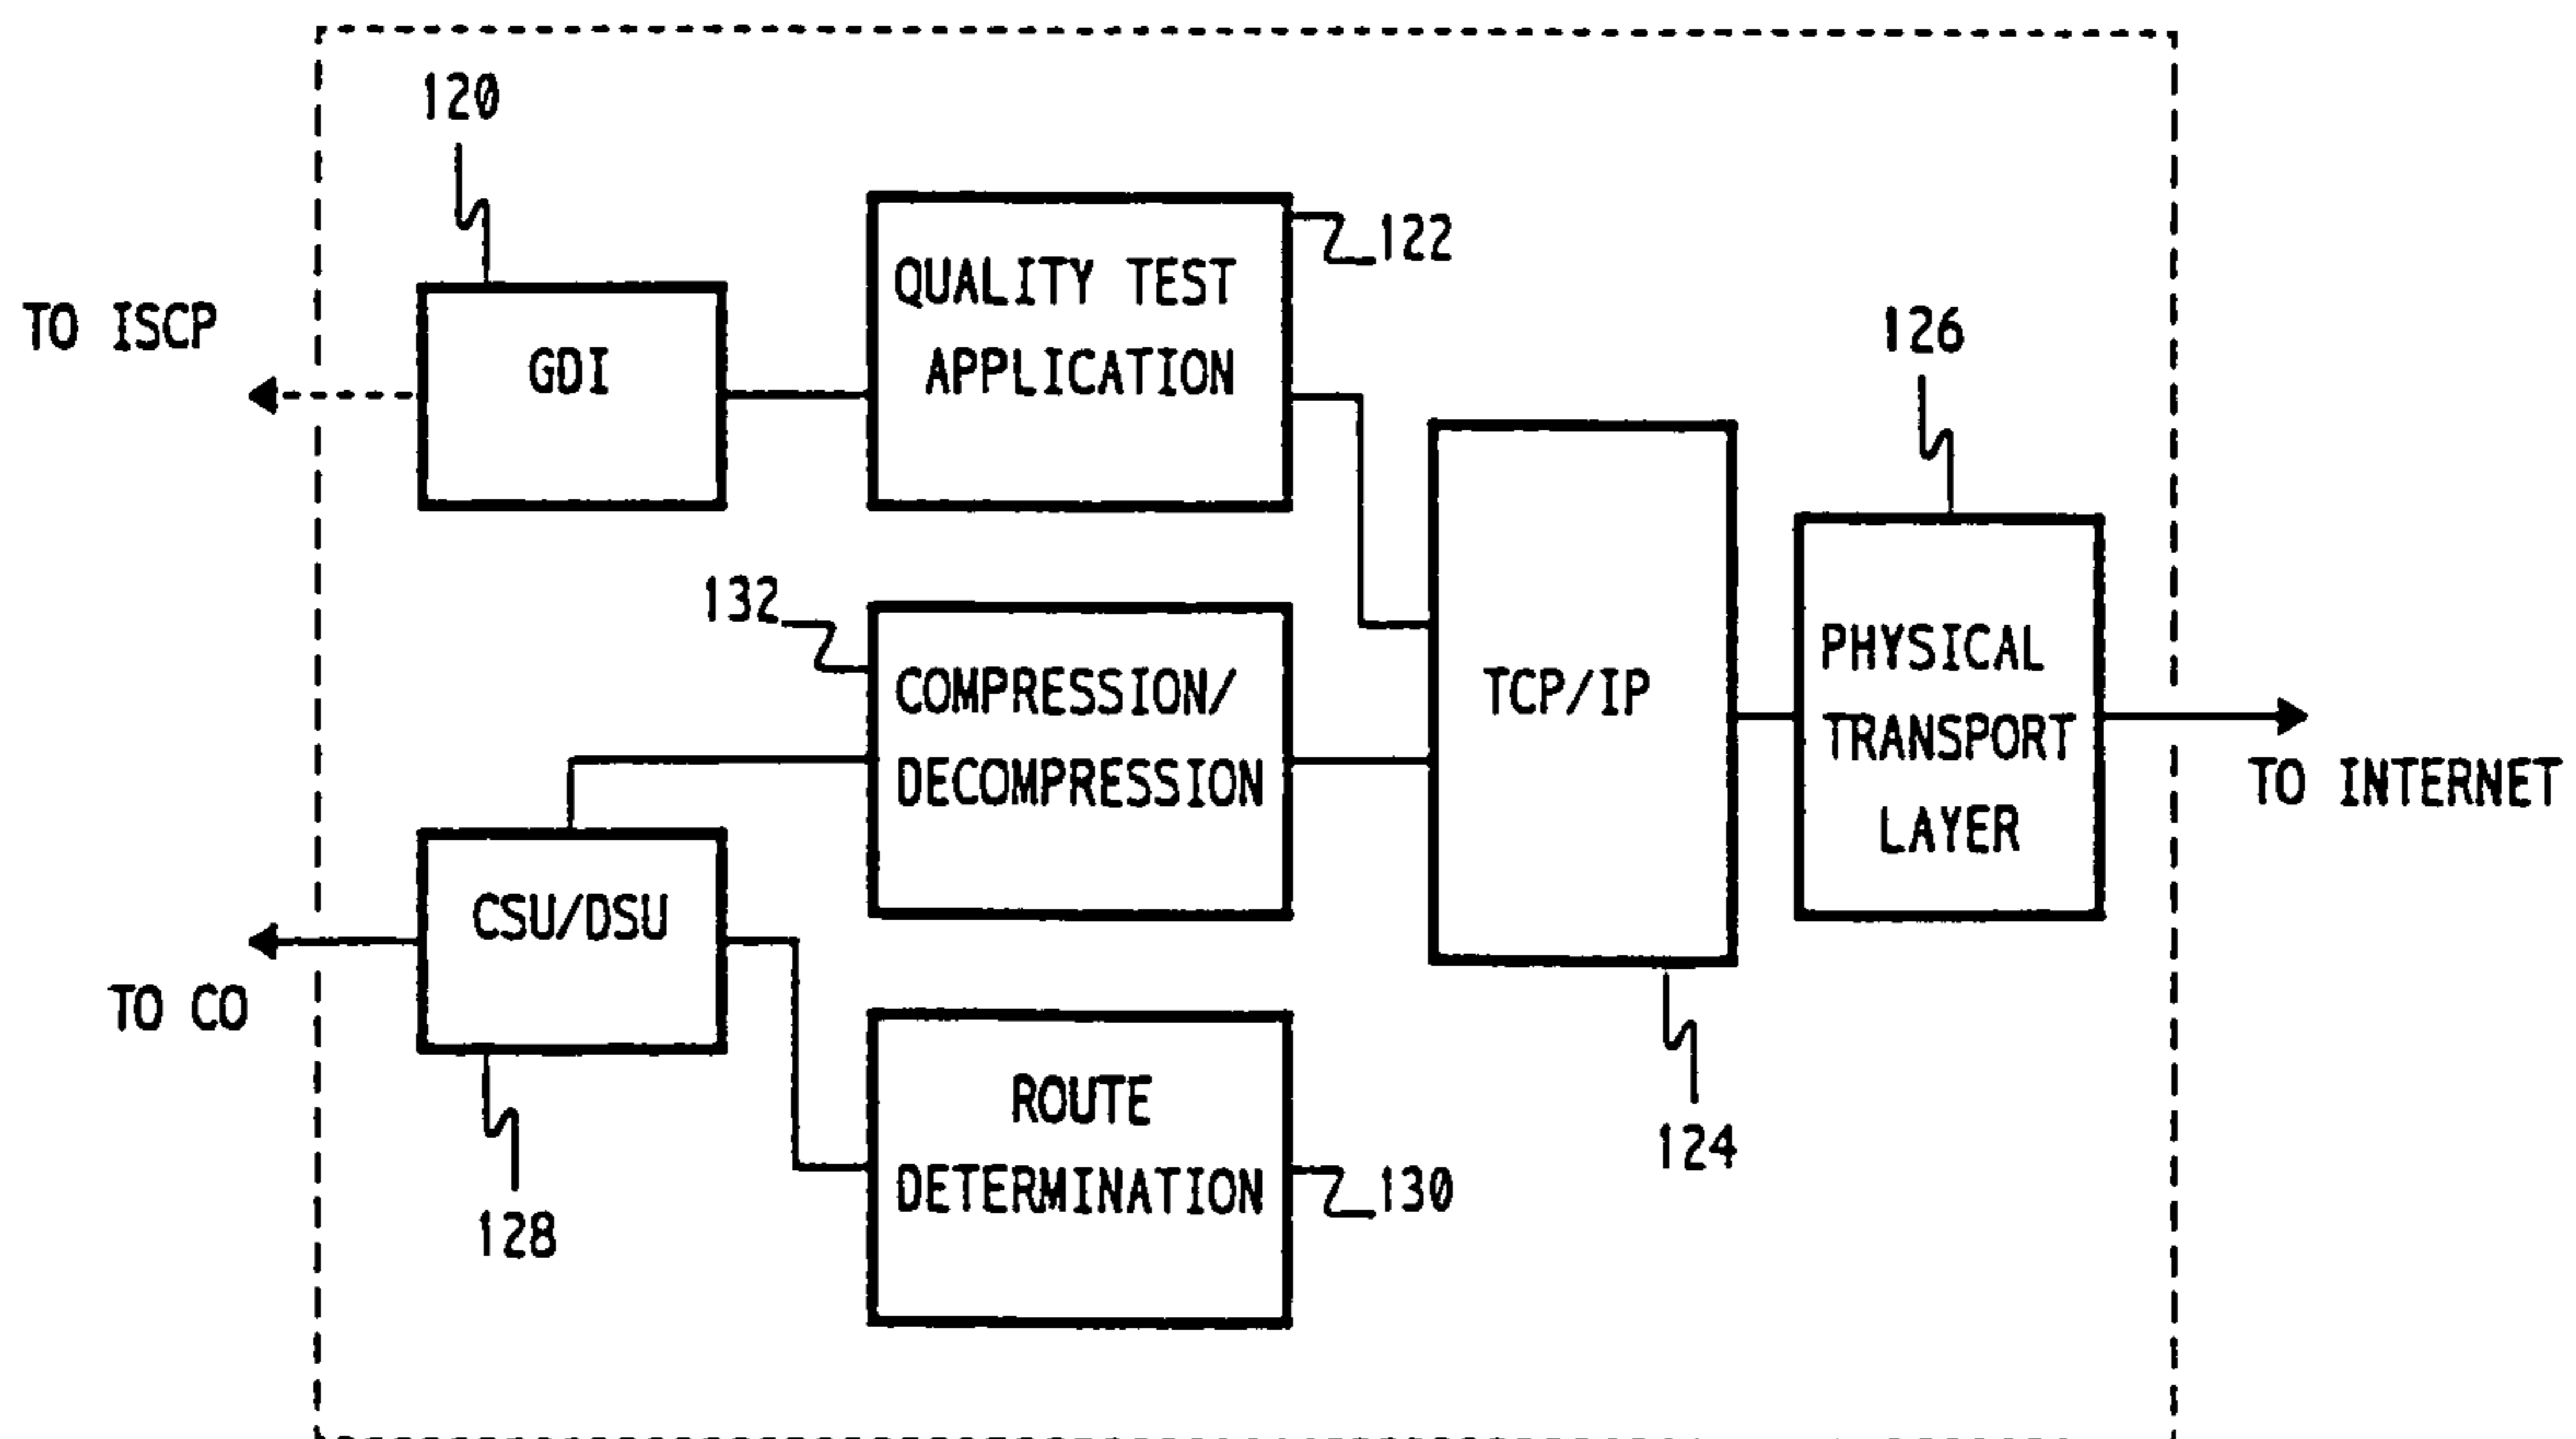 120
TO ISCP
GDI
QUALITY TEST
APPLICATION
122
126
132
COMPRESSION/
DECOMPRESSION
TCP/IP
PHYSICAL
TRANSPORT
LAYER
TO INTERNET
CSU/DSU
TO CO
128
ROUTE
DETERMINATION
130
124